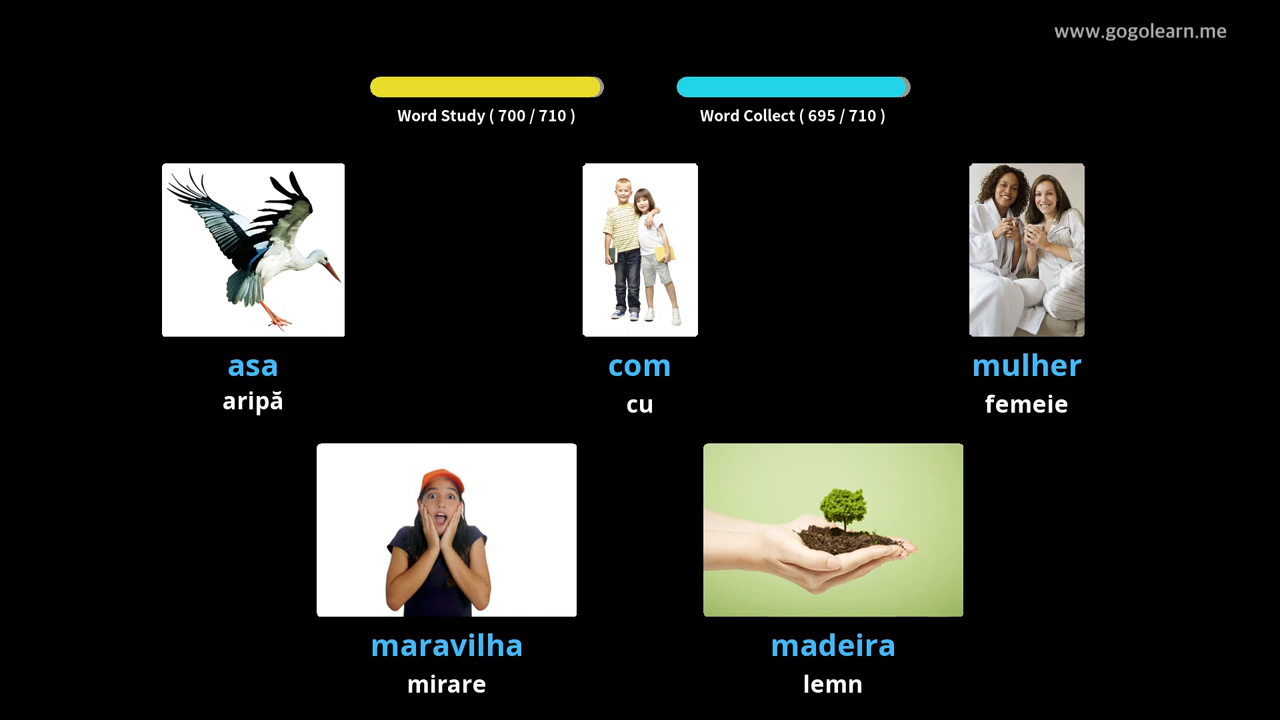 www.gogolearn.me
Word Study ( 700 / 710 )
Word Collect ( 695 / 710 )
asa
aripă
com
cu
mulher
femeie
maravilha
mirare
madeira
lemn